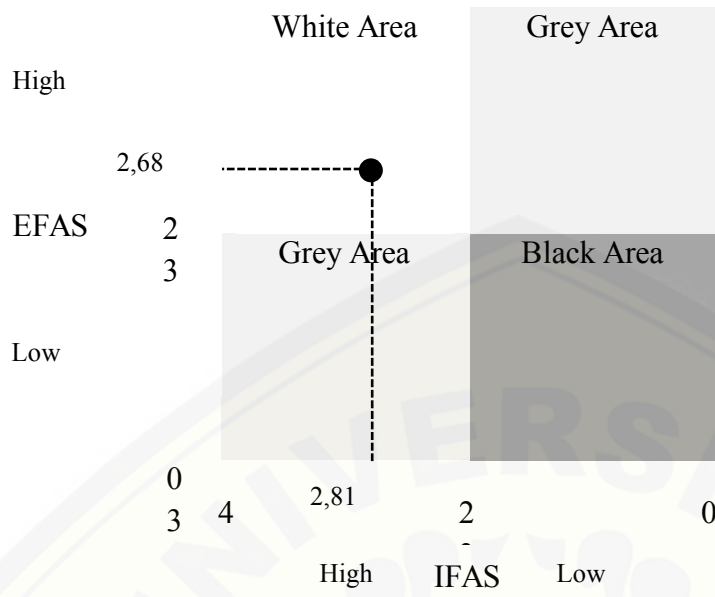 White Area Grey Area
High
2,68
EFAS 2
3
Grey Area Black Area
Low
0
3 4 2,81 2 0
High IFAS Low
UNIVERS